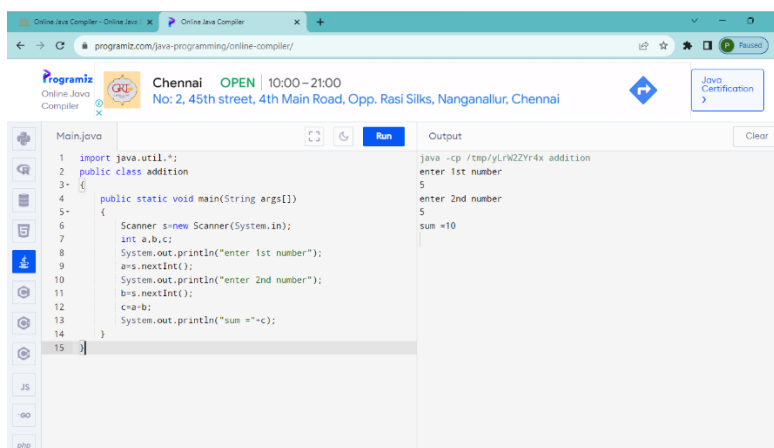 Online Java Compiler - Online Java
Programiz Online Java Compiler
Paused
programiz.com/java-programming/online-compiler/
Programiz
Online Java
Compiler
GRT
Chennai OPEN 10:00–21:00
No: 2, 45th street, 4th Main Road, Opp. Rasi Silks, Nanganallur, Chennai
Java
Certification
Main.java
Run
Output
Clear
1 import java.util.*;
2 public class addition
3 {
4 public static void main(String args[])
5 {
6 Scanner s=new Scanner(System.in);
7 int a,b,c;
8 System.out.println("enter 1st number");
9 a=s.nextInt();
10 System.out.println("enter 2nd number");
11 b=s.nextInt();
12 c=a+b;
13 System.out.println("sum ="+c);
14 }
15 }
java -cp /tmp/yLrW2ZYr4x addition
enter 1st number
5
enter 2nd number
5
sum =10
JS
GO
php